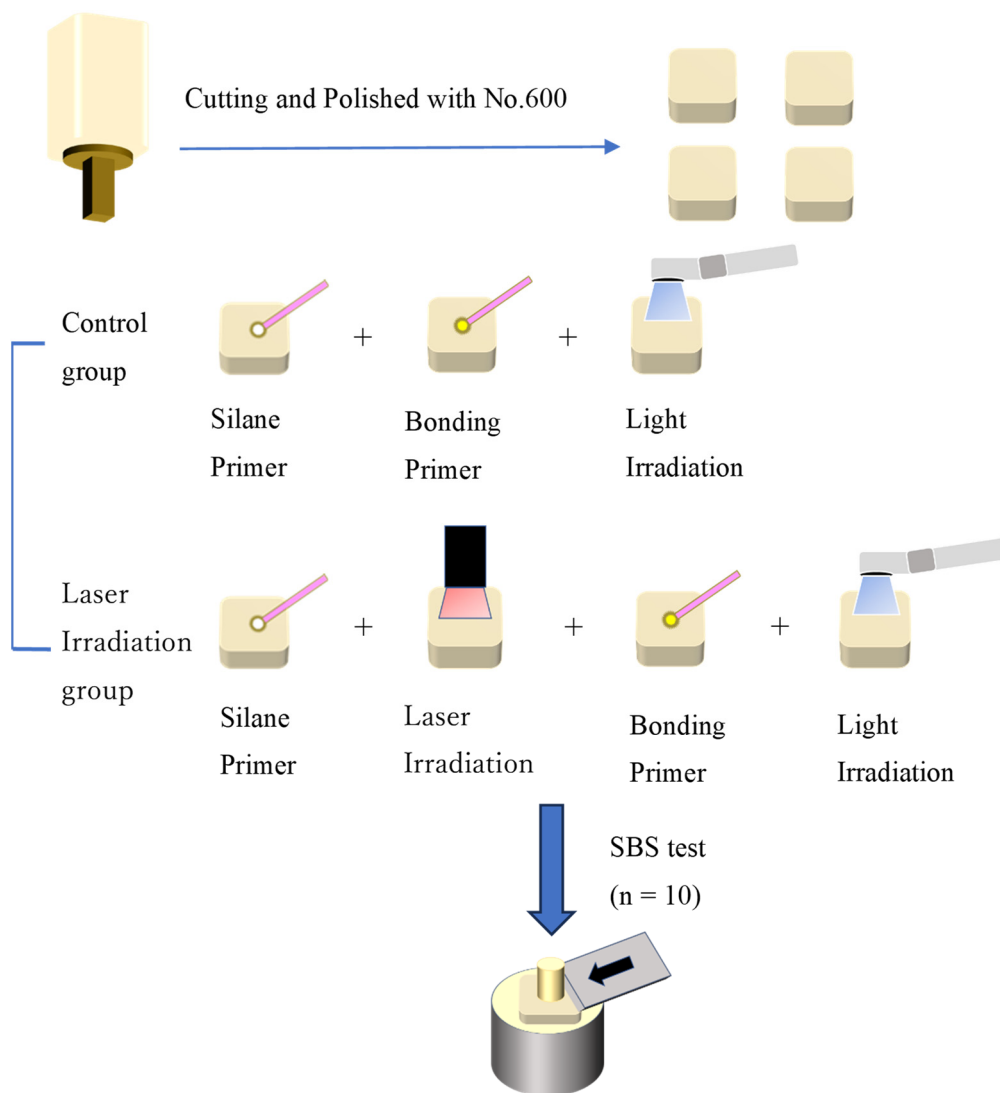 Cutting and Polished with No.600
Control
group
+
+
Silane
Primer
Bonding
Primer
Light
Irradiation
Laser
Irradiation
group
+
+
+
Silane
Primer
Laser
Irradiation
Bonding
Primer
Light
Irradiation
SBS test
(n = 10)